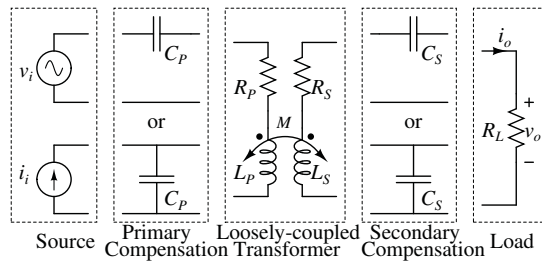 v_i
i_i
Source
C_P
or
C_P
Primary
Compensation
R_P R_S
M
L_P L_S
Loosely-coupled
Transformer
C_S
or
C_S
Secondary
Compensation
i_o
+
R_L v_o
−
Load